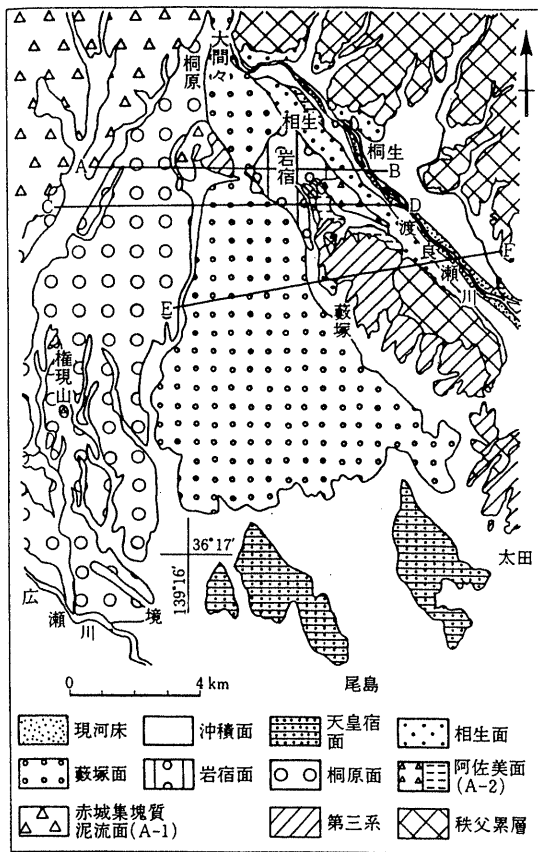 大間々
桐原
相生
桐生
岩宿
A
B
C
D
渡良瀬川
F
E
藪塚
権現山
36°17′
139°16′
太田
広瀬川
境
0 4 km
尾島
現河床 沖積面 天皇宿面 相生面
藪塚面 岩宿面 桐原面 阿佐美面(A-2)
赤城集塊質泥流面(A-1) 第三系 秩父累層